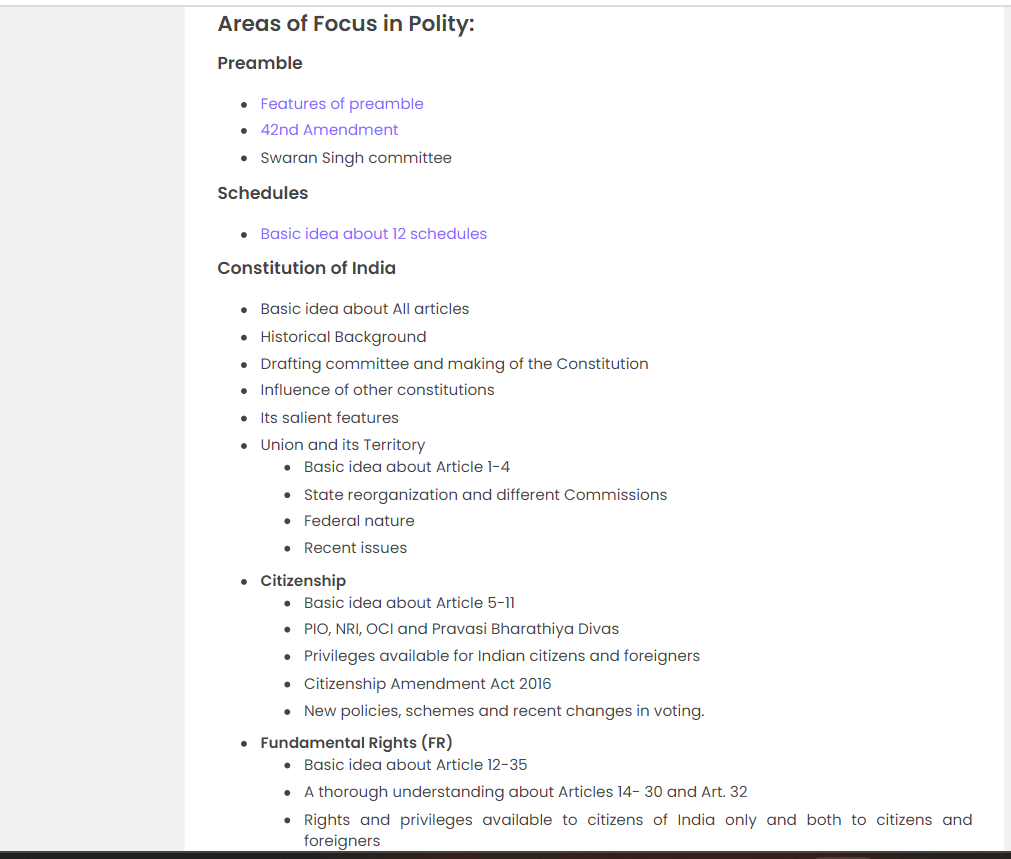 Areas of Focus in Polity:
Preamble
Features of preamble
42nd Amendment
Swaran Singh committee
Schedules
Basic idea about 12 schedules
Constitution of India
Basic idea about All articles
Historical Background
Drafting committee and making of the Constitution
Influence of other constitutions
Its salient features
Union and its Territory
Basic idea about Article 1-4
State reorganization and different Commissions
Federal nature
Recent issues
Citizenship
Basic idea about Article 5-11
PIO, NRI, OCI and Pravasi Bharathiya Divas
Privileges available for Indian citizens and foreigners
Citizenship Amendment Act 2016
New policies, schemes and recent changes in voting.
Fundamental Rights (FR)
Basic idea about Article 12-35
A thorough understanding about Articles 14- 30 and Art. 32
Rights and privileges available to citizens of India only and both to citizens and
foreigners